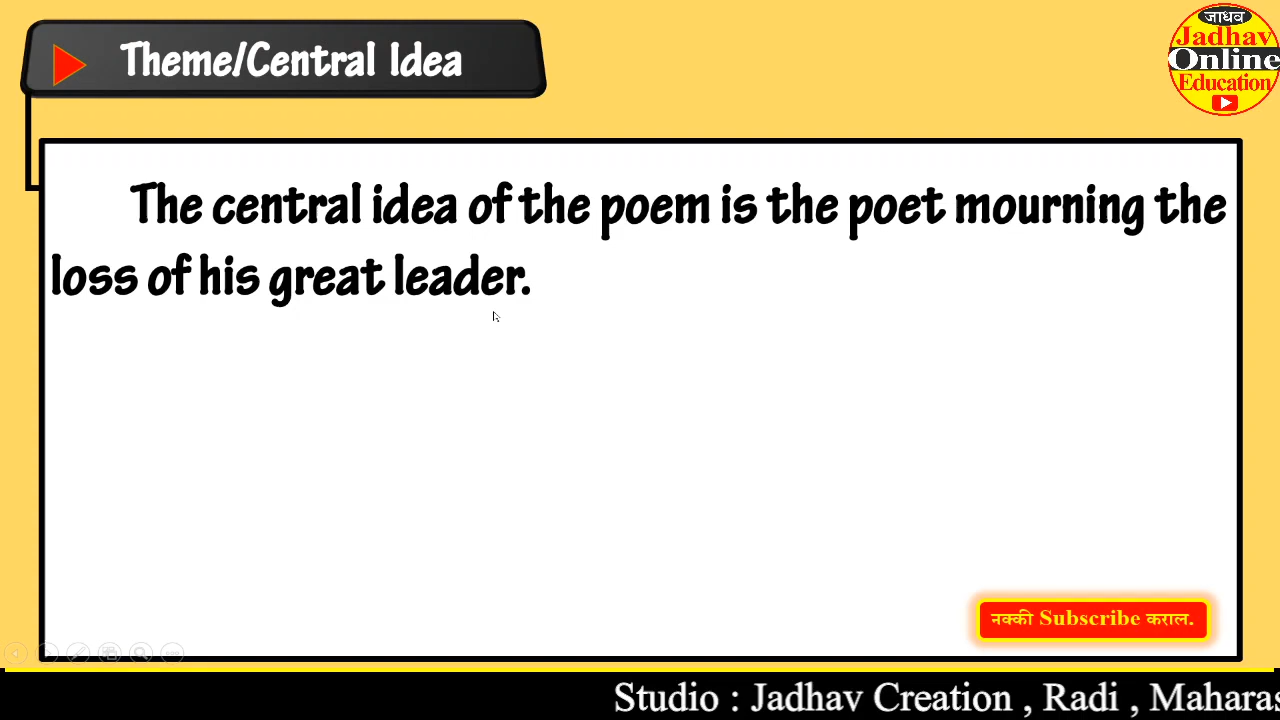 Theme/Central Idea
जाधव
Jadhav
Online
Education
The central idea of the poem is the poet mourning the
loss of his great leader.
नक्की Subscribe कराल.
Studio : Jadhav Creation , Radi , Maharas